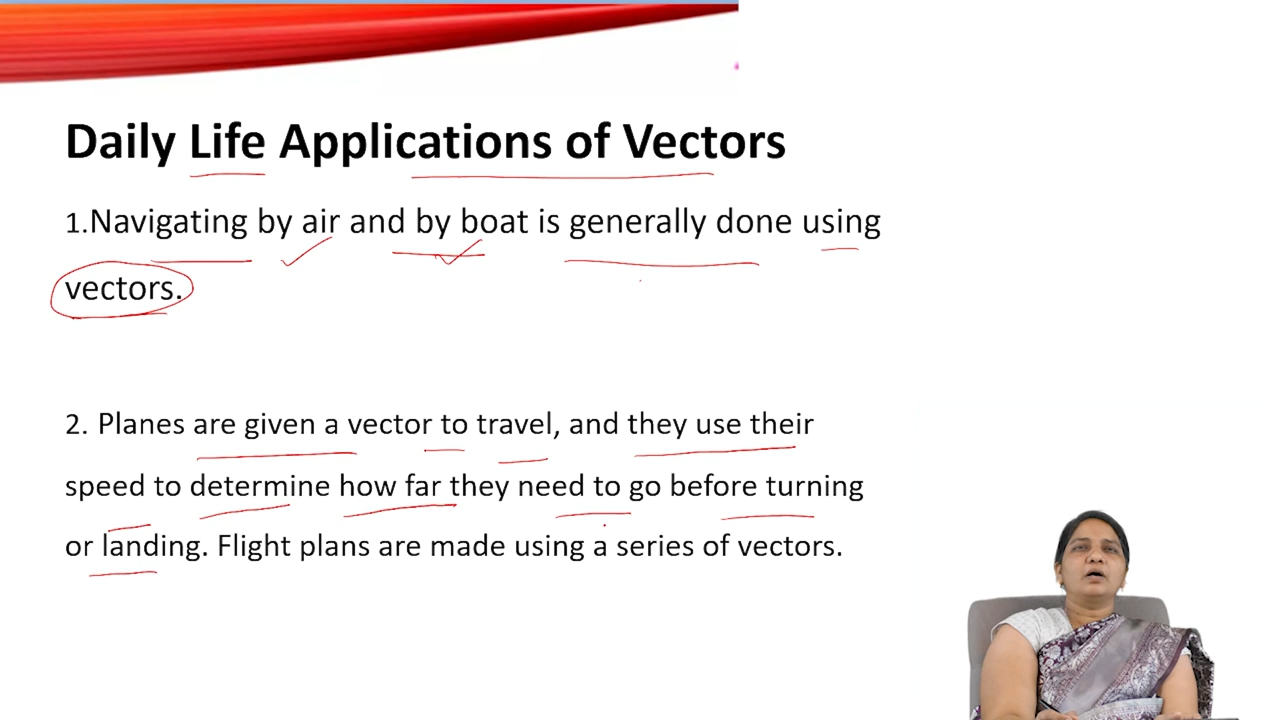 Daily Life Applications of Vectors
1.Navigating by air and by boat is generally done using
vectors.
2. Planes are given a vector to travel, and they use their
speed to determine how far they need to go before turning
or landing. Flight plans are made using a series of vectors.